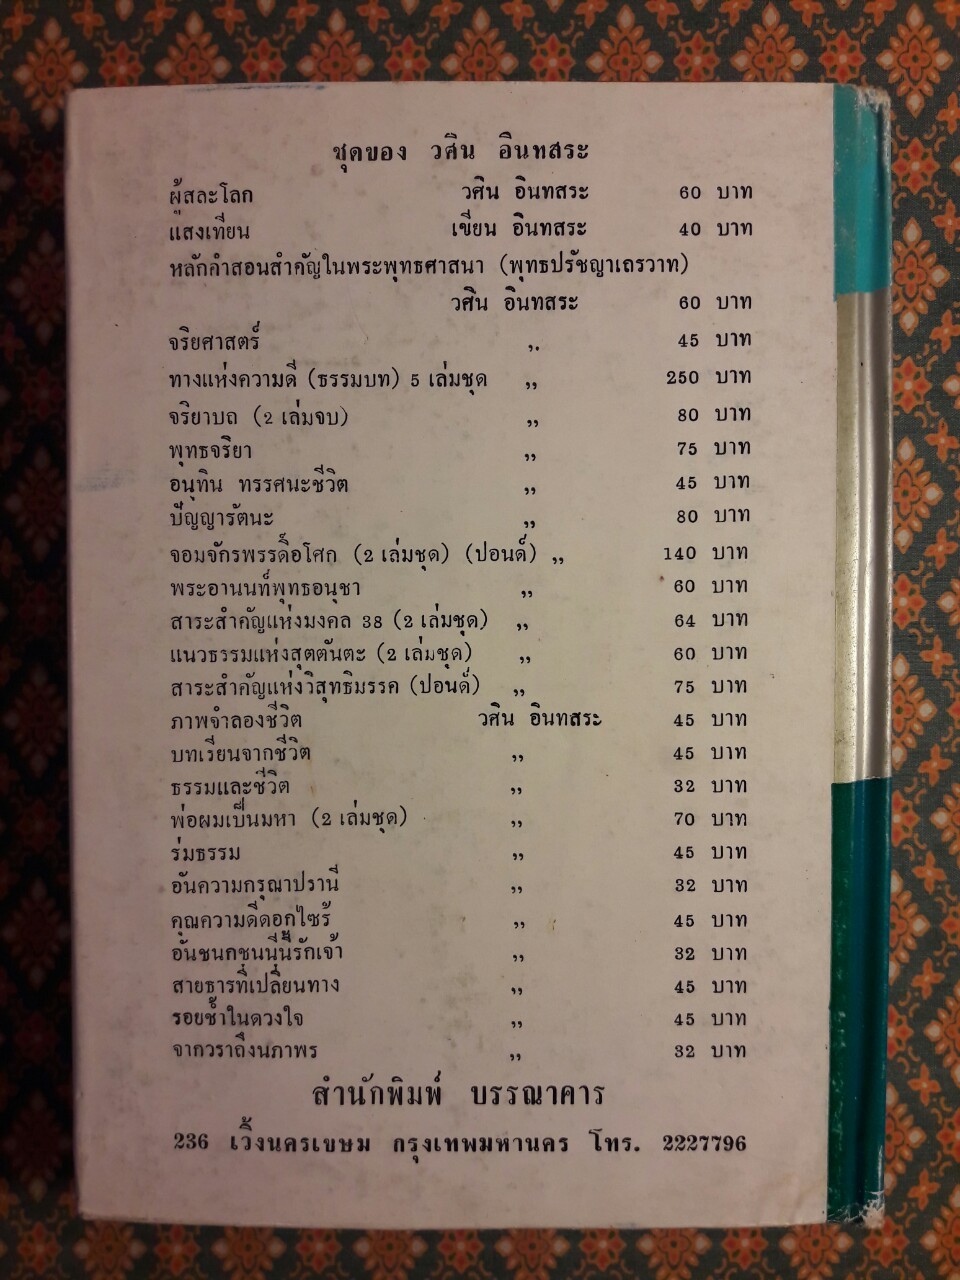 ชุดของ วศิน อินทสระ
ผู้สละโลก วศิน อินทสระ 60 บาท
แสงเทียน เขียน อินทสระ 40 บาท
หลักคำสอนสำคัญในพระพุทธศาสนา (พุทธปรัชญาเถรวาท)
วศิน อินทสระ 60 บาท
จริยศาสตร์ ,, 45 บาท
ทางแห่งความดี (ธรรมบท) 5 เล่มชุด ,, 250 บาท
จริยาบถ (2 เล่มจบ) ,, 80 บาท
พุทธจริยา ,, 75 บาท
อนุทิน ทรรศนะชีวิต ,, 45 บาท
ปัญญารัตนะ ,, 80 บาท
จอมจักรพรรดิ์อโศก (2 เล่มชุด) (ปอนด์) ,, 140 บาท
พระอานนท์พุทธอนุชา ,, 60 บาท
สาระสำคัญแห่งมงคล 38 (2 เล่มชุด) ,, 64 บาท
แนวธรรมแห่งสุตตันตะ (2 เล่มชุด) ,, 60 บาท
สาระสำคัญแห่งวิสุทธิมรรค (ปอนด์) ,, 75 บาท
ภาพจำลองชีวิต วศิน อินทสระ 45 บาท
บทเรียนจากชีวิต ,, 45 บาท
ธรรมและชีวิต ,, 32 บาท
พ่อผมเป็นมหา (2 เล่มชุด) ,, 70 บาท
ร่มธรรม ,, 45 บาท
อันความกรุณาปรานี ,, 32 บาท
คุณความดีดอกไซร้ ,, 45 บาท
อันชนกชนนีนี้รักเจ้า ,, 32 บาท
สายธารที่เปลี่ยนทาง ,, 45 บาท
รอยช้ำในดวงใจ ,, 45 บาท
จากวราถึงนภาพร ,, 32 บาท
สำนักพิมพ์ บรรณาคาร
236 เวิ้งนครเขษม กรุงเทพมหานคร โทร. 2227796